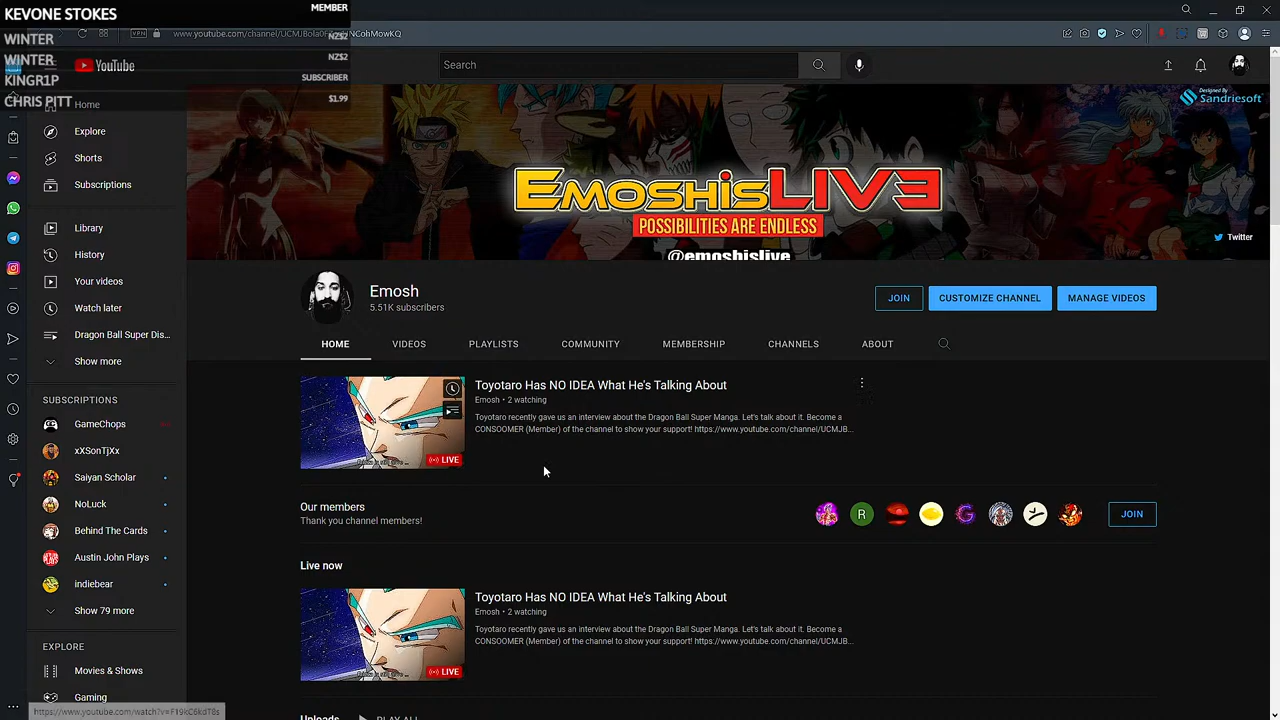 KEVONE STOKES MEMBER
WINTER NZ$2
WINTER NZ$2
KINGR1P SUBSCRIBER
CHRIS PITT $1.99
VPN
YouTube
Search
Home
Explore
Shorts
Subscriptions
Library
History
Your videos
Watch later
Dragon Ball Super Dis...
Show more
SUBSCRIPTIONS
GameChops
xXSonTjXx
Saiyan Scholar
NoLuck
Behind The Cards
Austin John Plays
indiebear
Show 79 more
EXPLORE
Movies & Shows
Gaming
https://www.youtube.com/watch?v=F19kC6kdT8s
Designed By
Sandriesoft
EMOSHISLIVE
POSSIBILITIES ARE ENDLESS
@emoshislive
Twitter
Emosh
5.51K subscribers
JOIN
CUSTOMIZE CHANNEL
MANAGE VIDEOS
HOME VIDEOS PLAYLISTS COMMUNITY MEMBERSHIP CHANNELS ABOUT
Toyotaro Has NO IDEA What He's Talking About
Emosh • 2 watching
Toyotaro recently gave us an interview about the Dragon Ball Super Manga. Let's talk about it. Become a
CONSOOMER (Member) of the channel to show your support! https://www.youtube.com/channel/UCMJB...
LIVE
Our members
Thank you channel members!
R
G
JOIN
Live now
Toyotaro Has NO IDEA What He's Talking About
Emosh • 2 watching
Toyotaro recently gave us an interview about the Dragon Ball Super Manga. Let's talk about it. Become a
CONSOOMER (Member) of the channel to show your support! https://www.youtube.com/channel/UCMJB...
LIVE
Uploads PLAY ALL